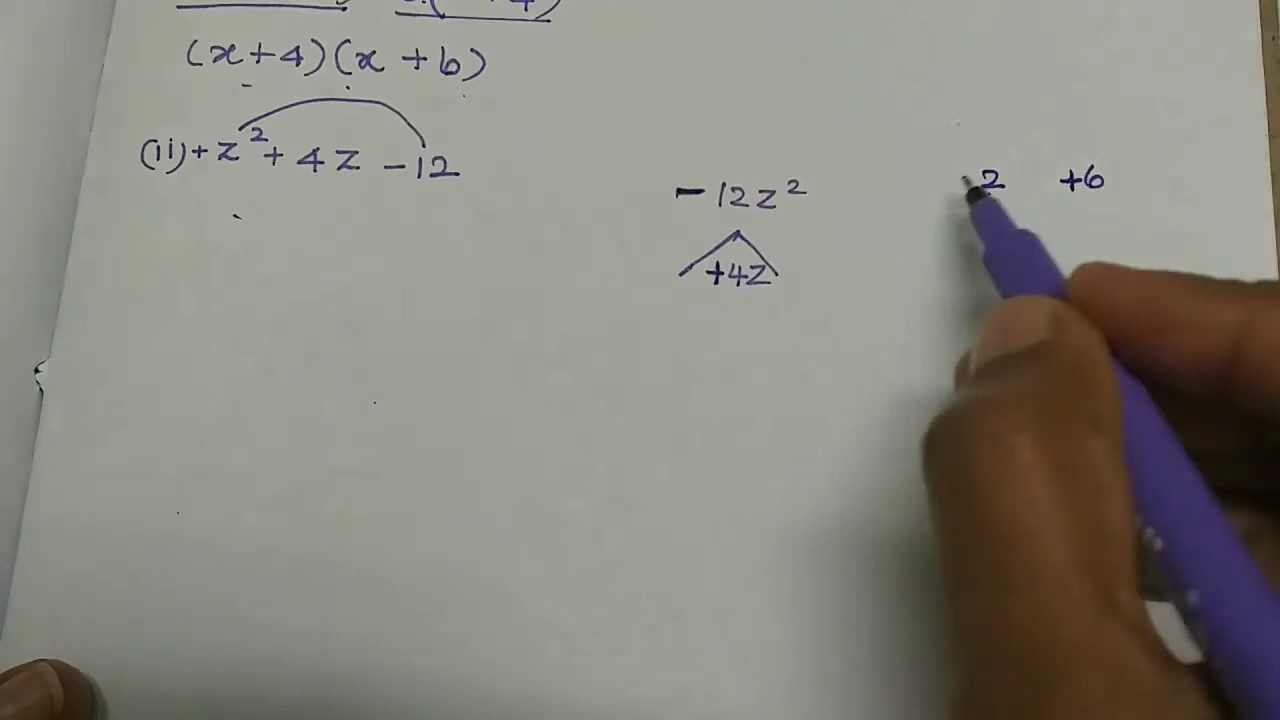 (x+4)(x+6)
(ii) +z²+4z-12
-12z²
+4z
2 +6